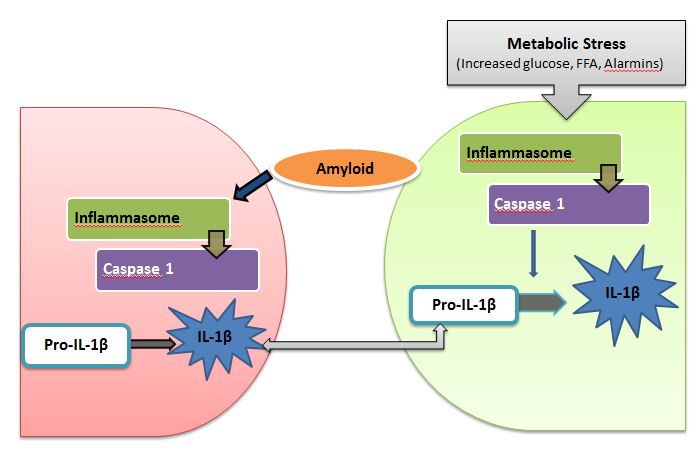 Metabolic Stress
(Increased glucose, FFA, Alarmins)
Inflammasome
Amyloid
Caspase 1
Inflammasome
Caspase 1
Pro-IL-1β
IL-1β
Pro-IL-1β
IL-1β